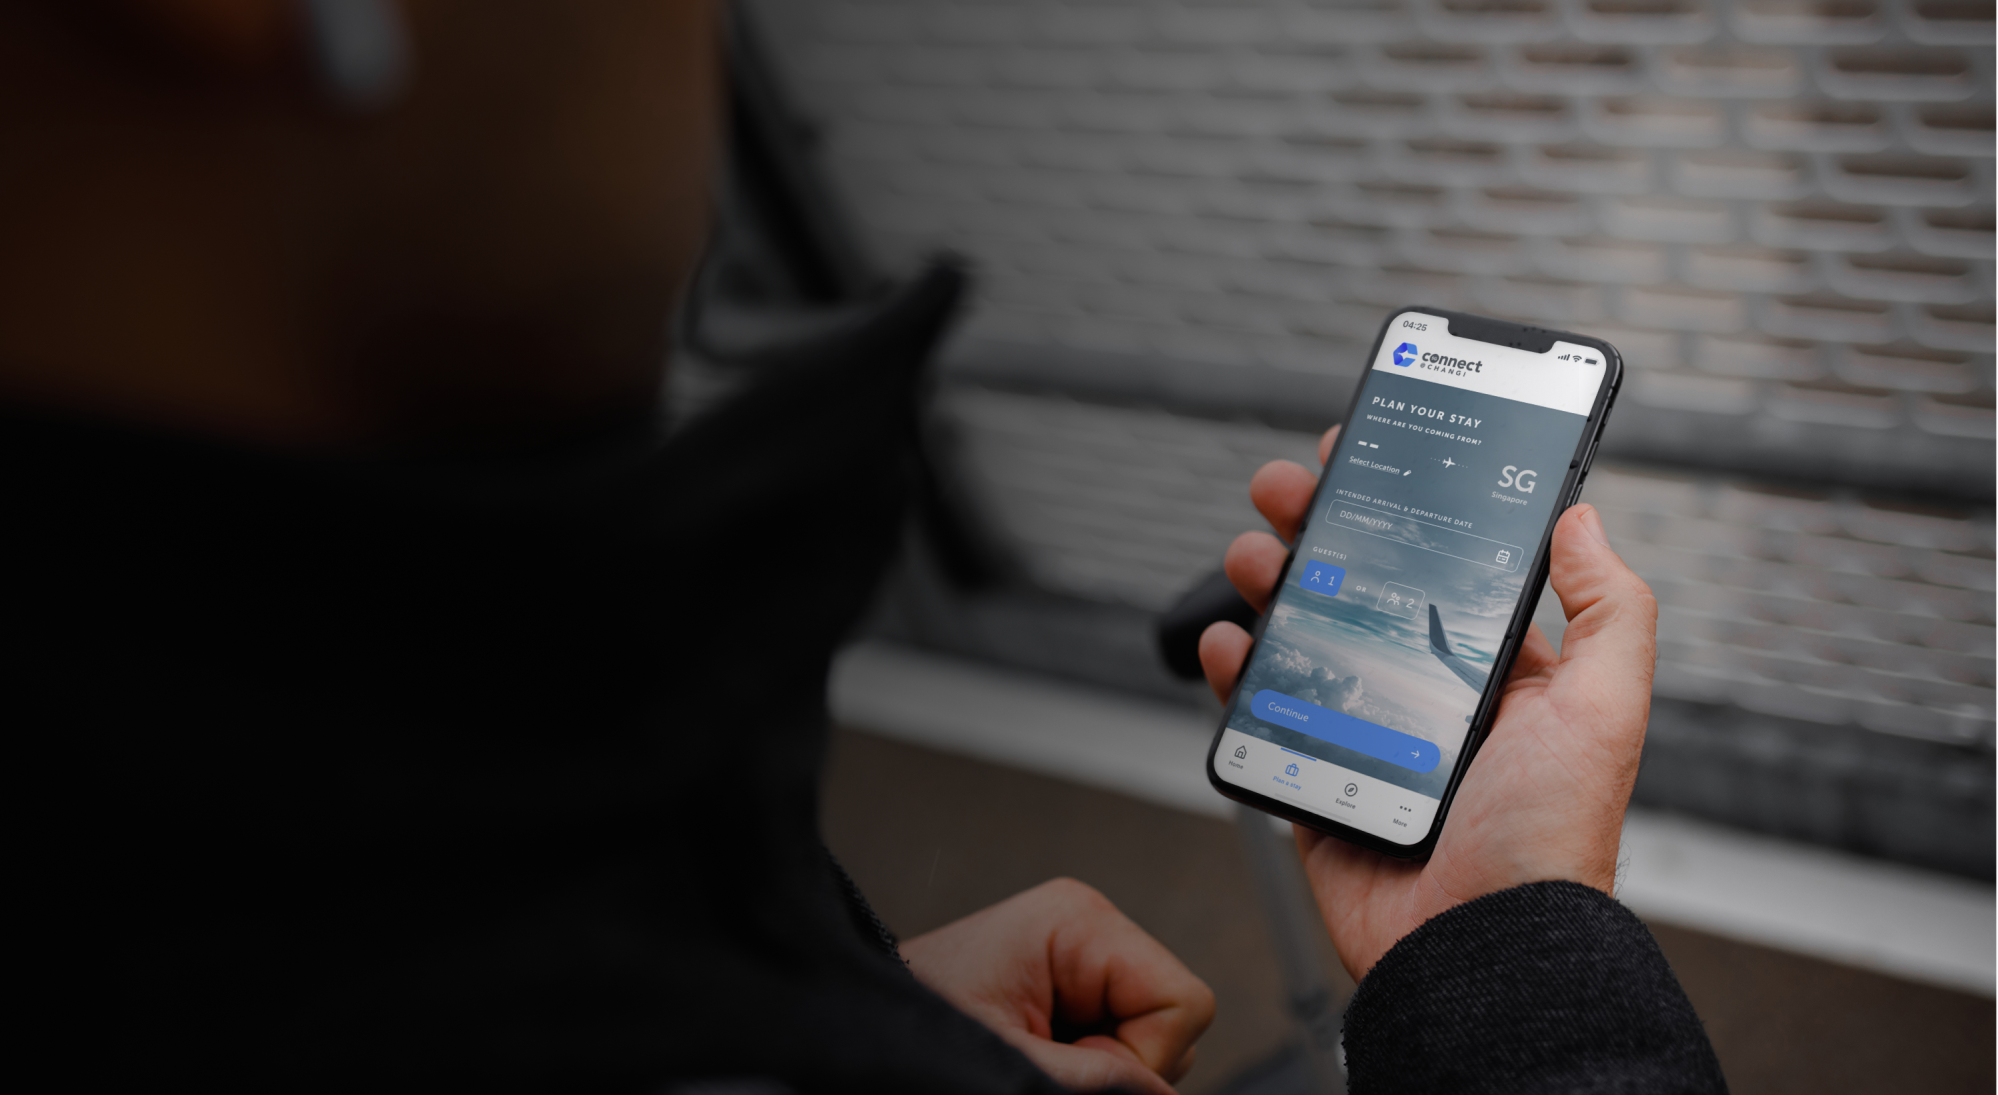 04:25
connect
@CHANGI
PLAN YOUR STAY
WHERE ARE YOU COMING FROM?
--
Select Location
SG
Singapore
INTENDED ARRIVAL & DEPARTURE DATE
DD/MM/YYYY
GUEST(S)
1 OR 2
Continue
Home
Plan a stay
Explore
More